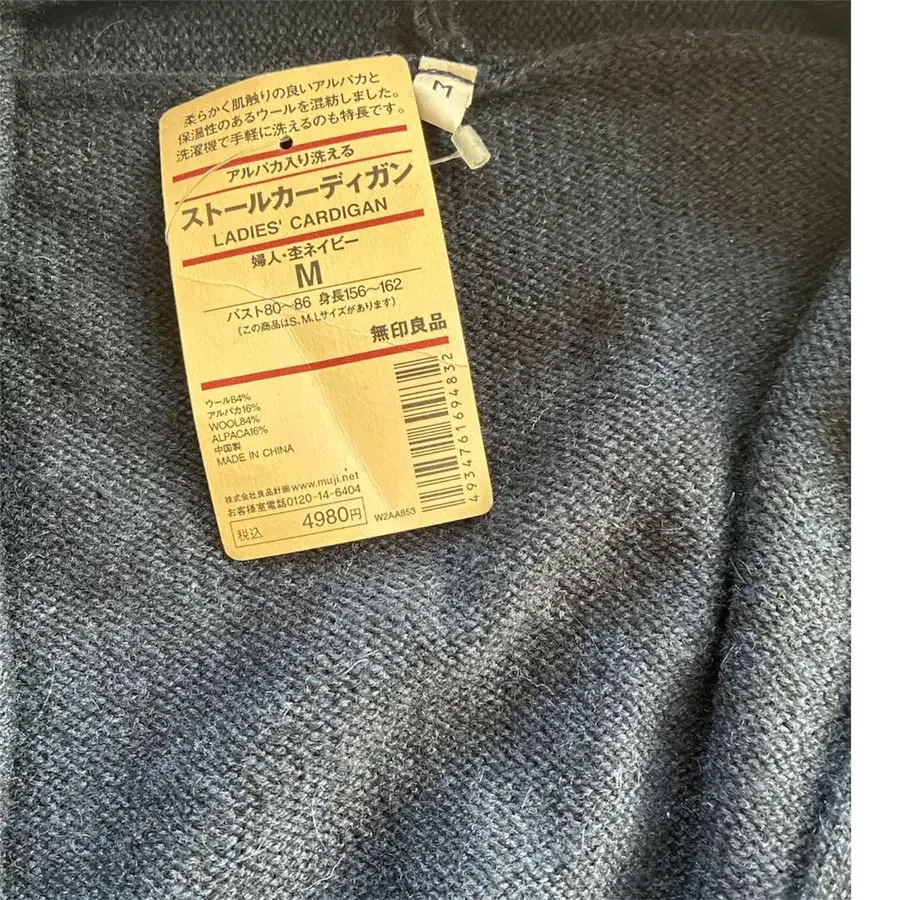 M
柔らかく肌触りの良いアルパカと
保温性のあるウールを混紡しました。
洗濯機で手軽に洗えるのも特長です。
アルパカ入り洗える
ストールカーディガン
LADIES' CARDIGAN
婦人・杢ネイビー
M
バスト80〜86 身長156〜162
(この商品はS、M、Lサイズがあります)
無印良品
ウール84%
アルパカ16%
WOOL84%
ALPACA16%
中国製
MADE IN CHINA
株式会社良品計画 www.muji.net
お客様室電話0120-14-6404
税込 4980円
W2AA853
4934761694832